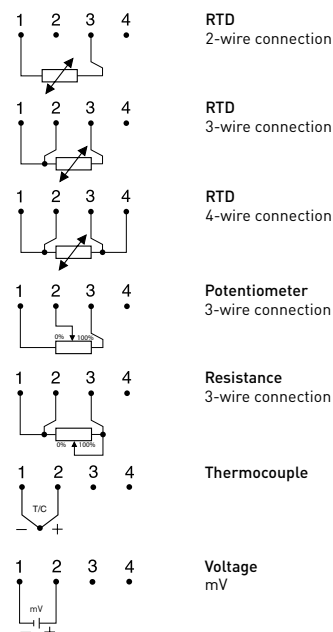 1 2 3 4
RTD
2-wire connection
1 2 3 4
RTD
3-wire connection
1 2 3 4
RTD
4-wire connection
1 2 3 4
0% 100%
Potentiometer
3-wire connection
1 2 3 4
0% 100%
Resistance
3-wire connection
1 2 3 4
T/C
− +
Thermocouple
1 2 3 4
mV
− +
Voltage
mV